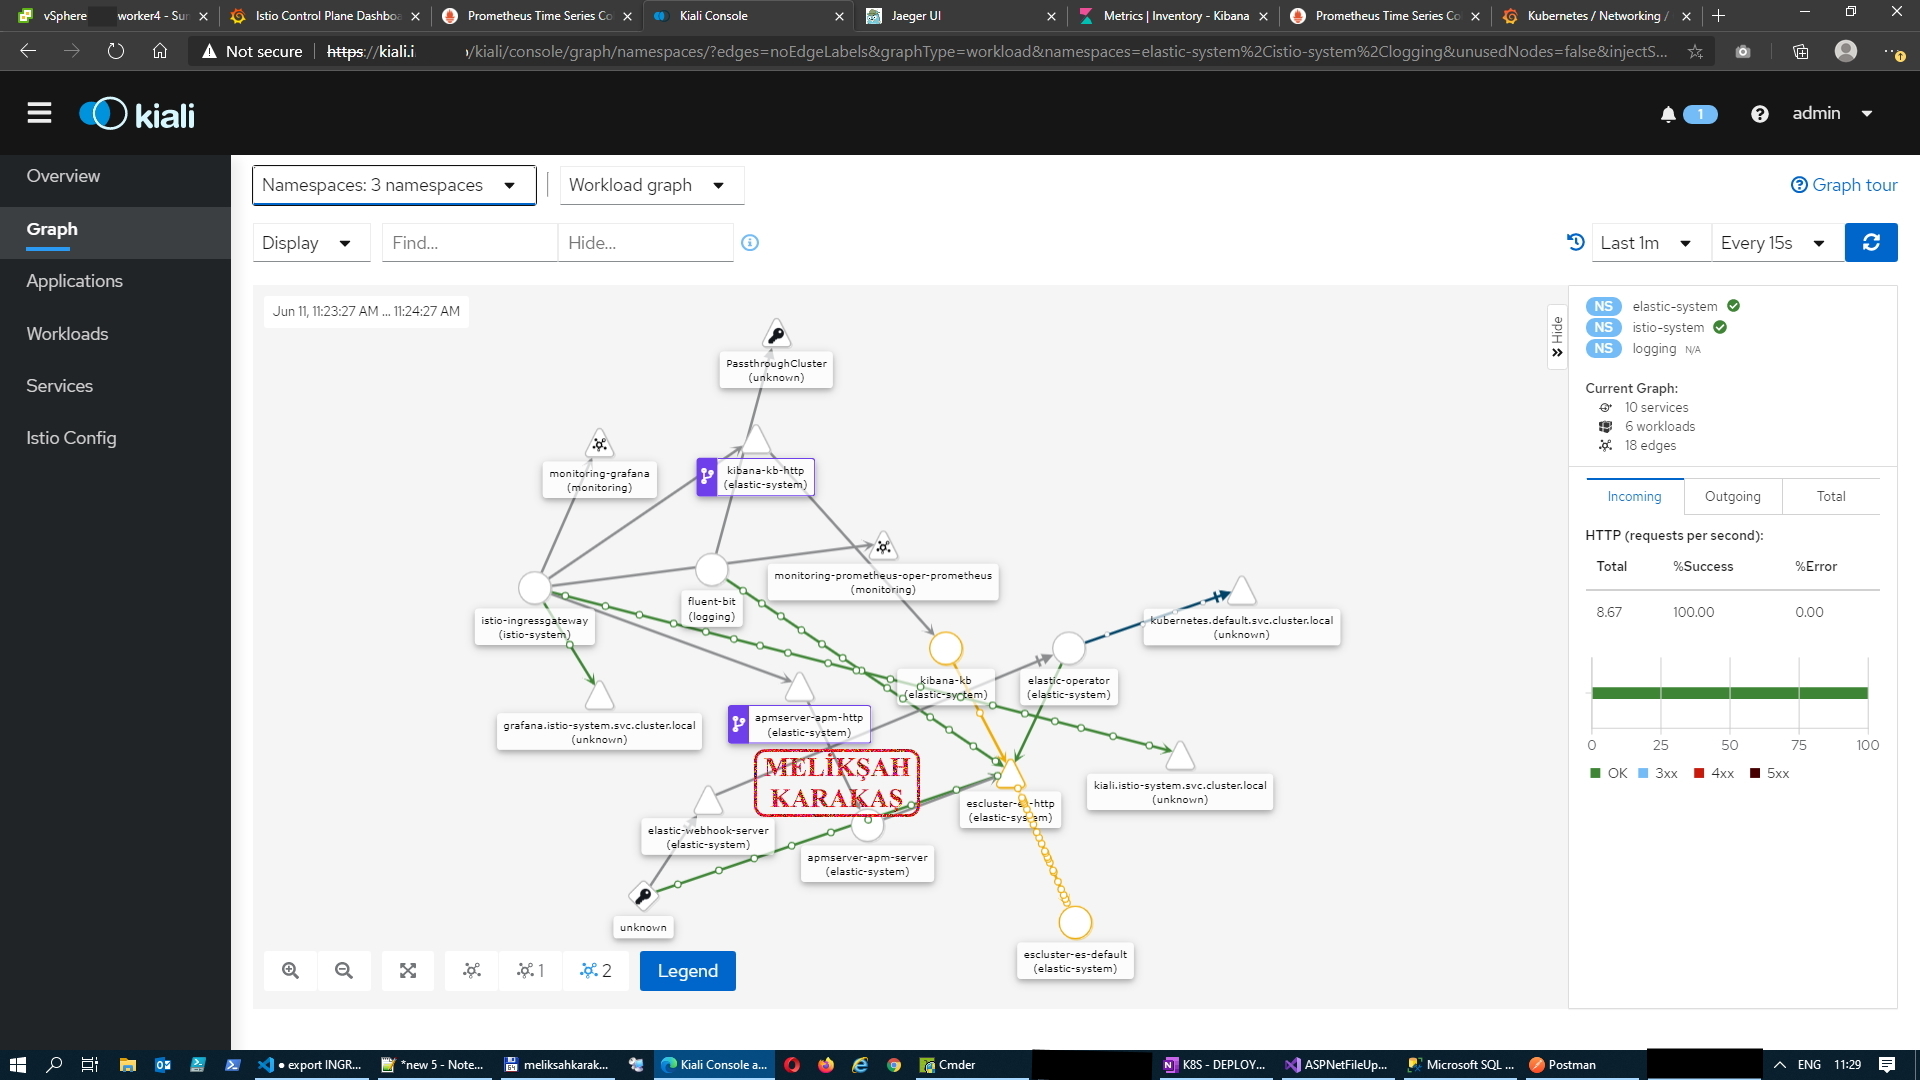 vSphere
worker4 - Sun
Istio Control Plane Dashboa
Prometheus Time Series Co
Kiali Console
Jaeger UI
Metrics | Inventory - Kibana
Prometheus Time Series Co
Kubernetes / Networking /
Not secure
https://kiali.i
/kiali/console/graph/namespaces/?edges=noEdgeLabels&graphType=workload&namespaces=elastic-system%2Cistio-system%2Clogging&unusedNodes=false&injectS...
kiali
1
admin
Overview
Graph
Applications
Workloads
Services
Istio Config
Namespaces: 3 namespaces
Workload graph
Graph tour
Display
Find...
Hide...
Last 1m
Every 15s
Jun 11, 11:23:27 AM ... 11:24:27 AM
PassthroughCluster
(unknown)
monitoring-grafana
(monitoring)
kibana-kb-http
(elastic-system)
monitoring-prometheus-oper-prometheus
(monitoring)
fluent-bit
(logging)
istio-ingressgateway
(istio-system)
kubernetes.default.svc.cluster.local
(unknown)
kibana-kb
(elastic-system)
elastic-operator
(elastic-system)
grafana.istio-system.svc.cluster.local
(unknown)
apmserver-apm-http
(elastic-system)
MELİKŞAH
KARAKAŞ
kiali.istio-system.svc.cluster.local
(unknown)
escluster-es-http
(elastic-system)
elastic-webhook-server
(elastic-system)
apmserver-apm-server
(elastic-system)
unknown
escluster-es-default
(elastic-system)
1
2
Legend
Hide
NS elastic-system
NS istio-system
NS logging N/A
Current Graph:
10 services
6 workloads
18 edges
Incoming
Outgoing
Total
HTTP (requests per second):
Total %Success %Error
8.67 100.00 0.00
0 25 50 75 100
OK 3xx 4xx 5xx
export INGR...
*new 5 - Note...
meliksahkarak...
Kiali Console a...
Cmder
K8S - DEPLOY...
ASPNetFileUp...
Microsoft SQL ...
Postman
ENG
11:29